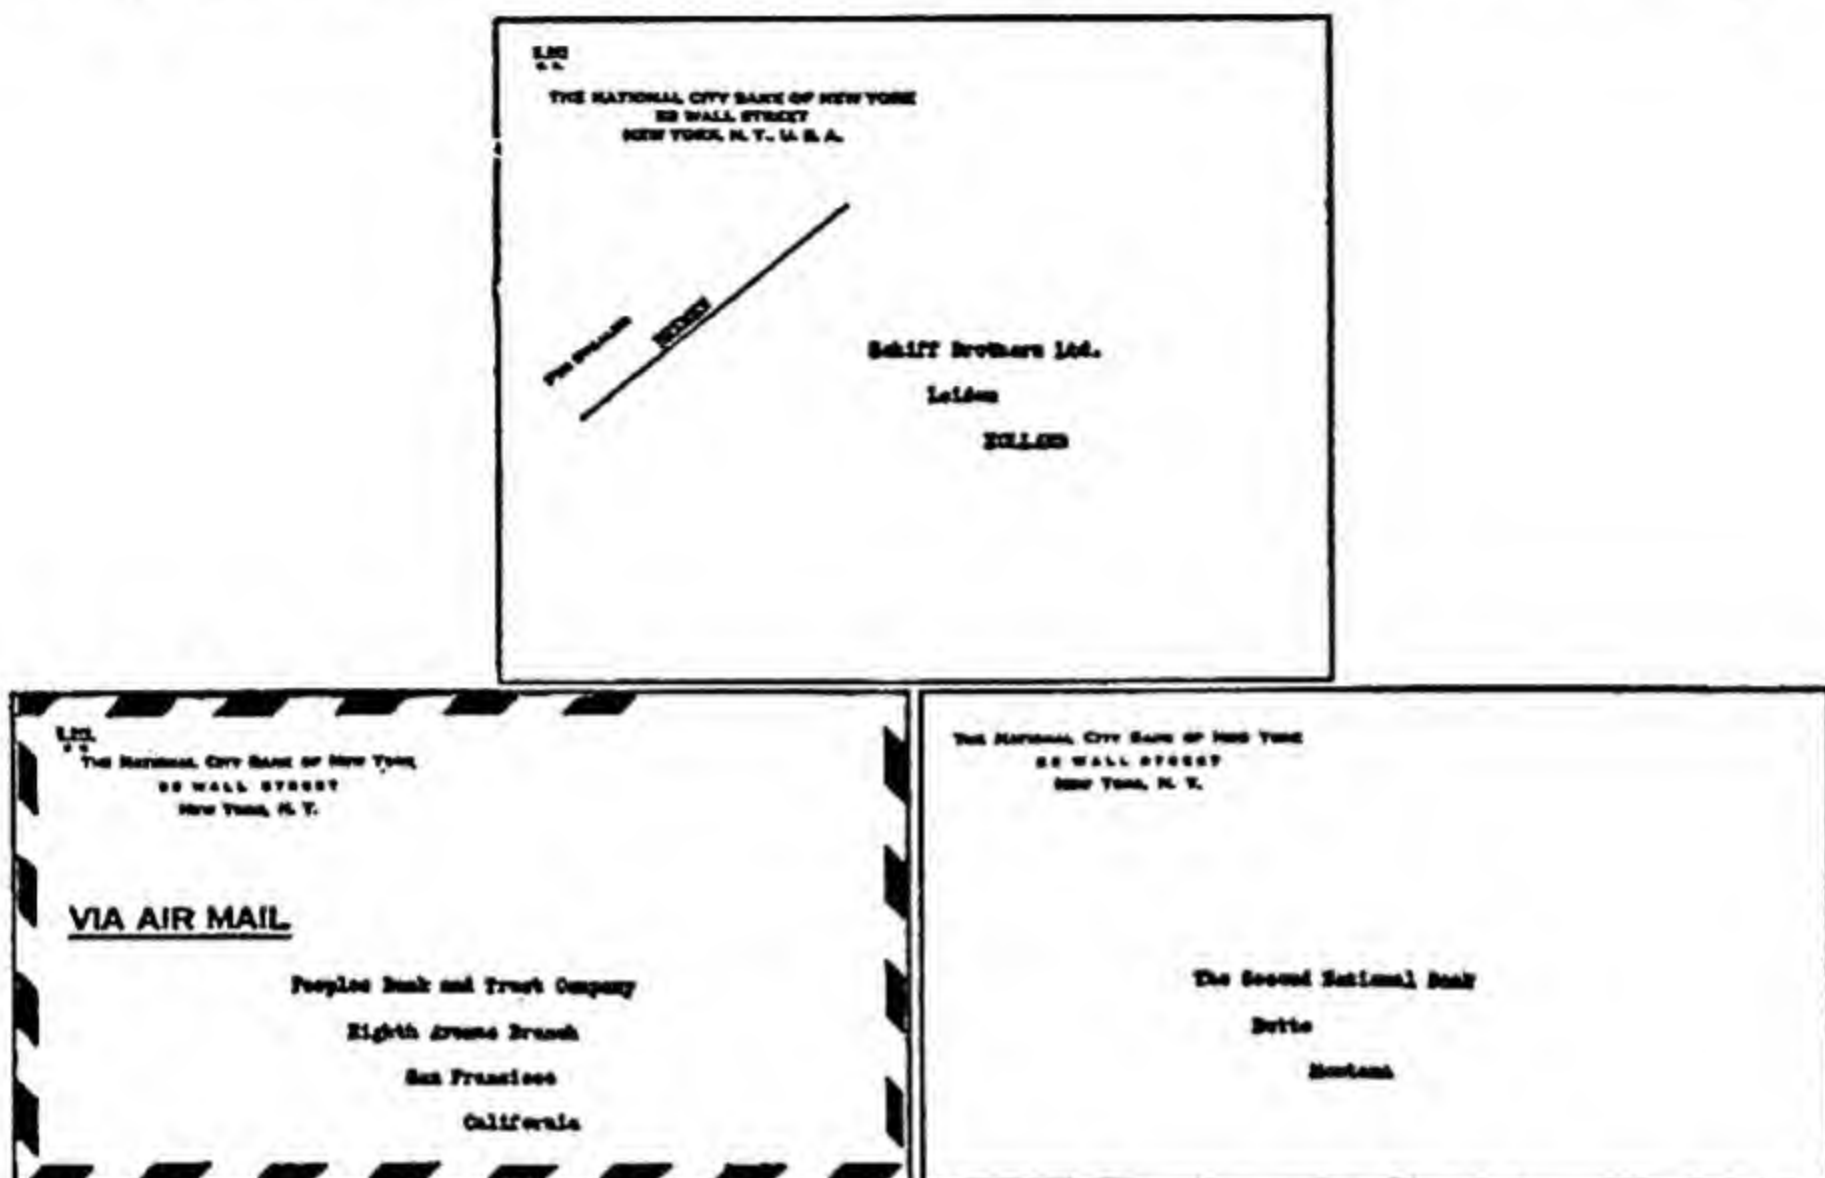 THE NATIONAL CITY BANK OF NEW YORK
55 WALL STREET
NEW YORK, N. Y., U. S. A.
Schiff Brothers Ltd.
Leiden
HOLLAND
THE NATIONAL CITY BANK OF NEW YORK
55 WALL STREET
NEW YORK, N. Y.
VIA AIR MAIL
Peoples Bank and Trust Company
Eighth Avenue Branch
San Francisco
California
THE NATIONAL CITY BANK OF NEW YORK
55 WALL STREET
NEW YORK, N. Y.
The Second National Bank
Butte
Montana